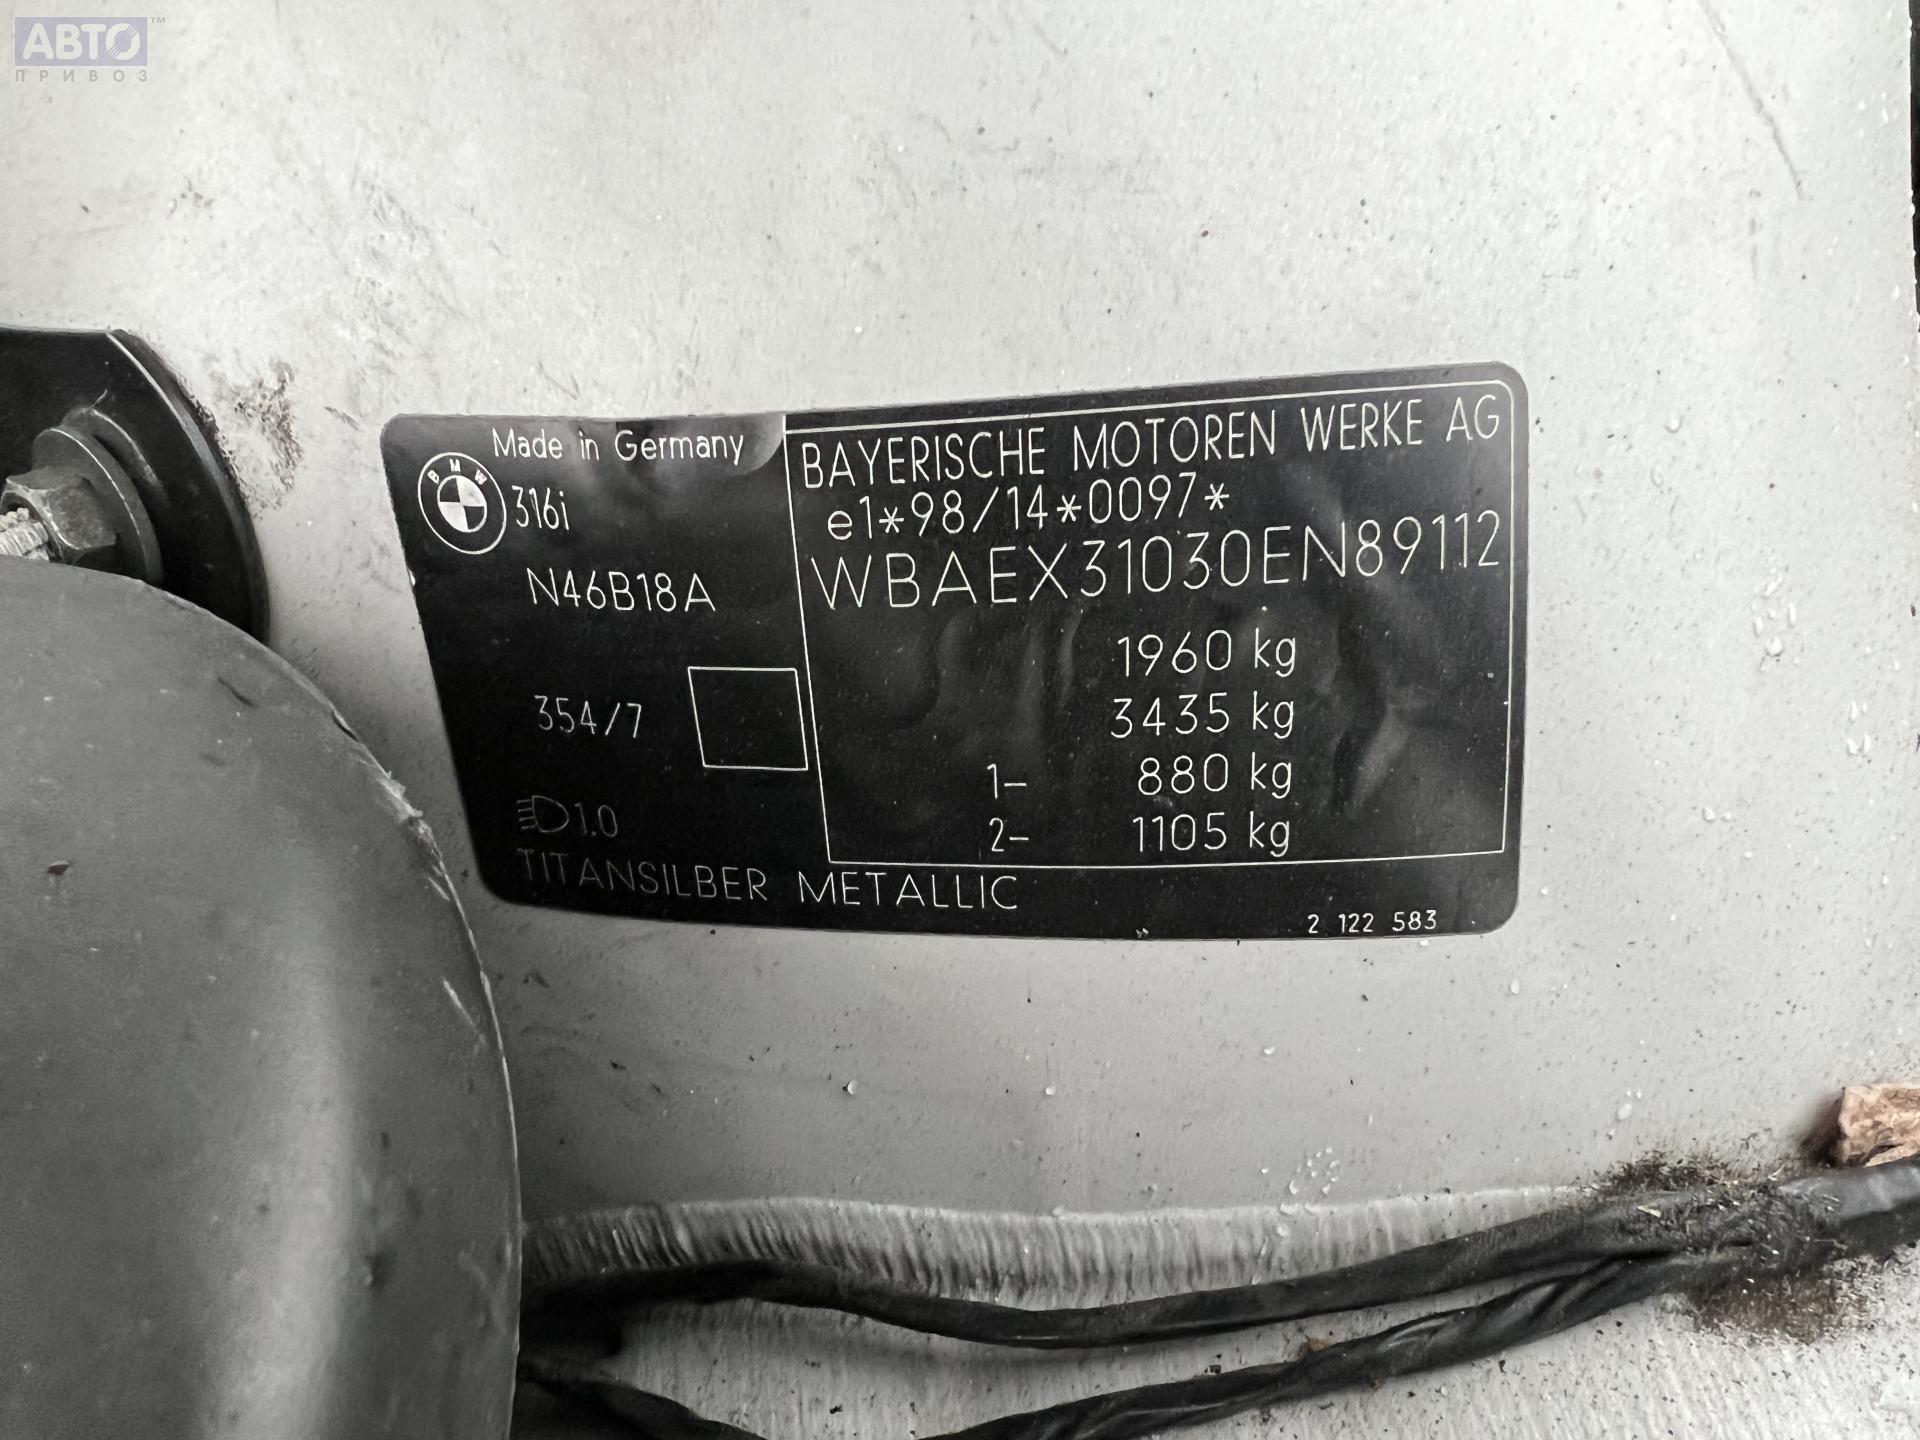 АВТО™
ПРИВОЗ
Made in Germany
BMW
316i
N46B18A
354/7
1.0
TITANSILBER METALLIC
BAYERISCHE MOTOREN WERKE AG
e1*98/14*0097*
WBAEX31030EN89112
1960 kg
3435 kg
1- 880 kg
2- 1105 kg
2 122 583